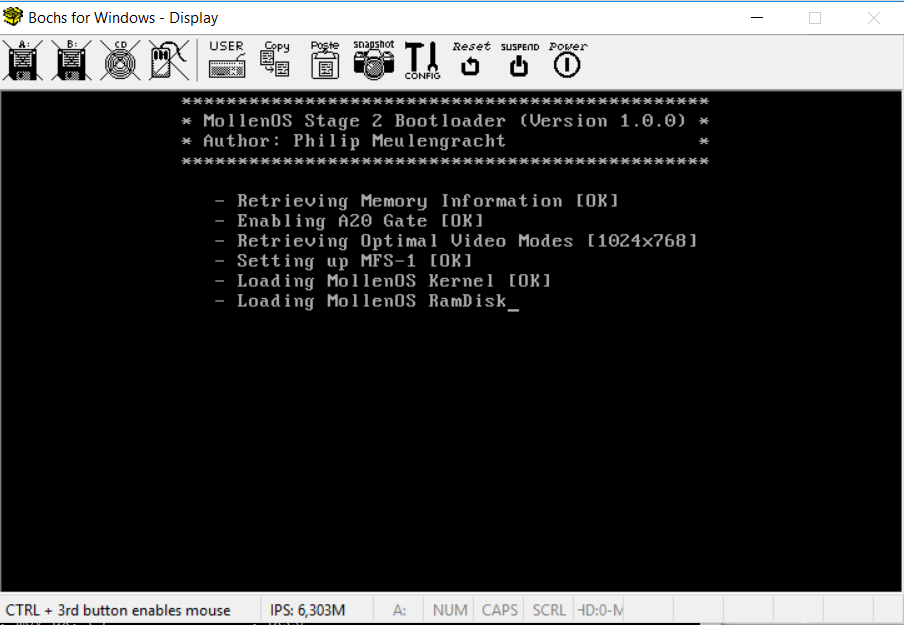 Bochs for Windows - Display
A: B: CD USER Copy Paste snapshot CONFIG Reset SUSPEND Power
***********************************************
* MollenOS Stage 2 Bootloader (Version 1.0.0) *
* Author: Philip Meulengracht *
***********************************************
- Retrieving Memory Information [OK]
- Enabling A20 Gate [OK]
- Retrieving Optimal Video Modes [1024x768]
- Setting up MFS-1 [OK]
- Loading MollenOS Kernel [OK]
- Loading MollenOS RamDisk_
CTRL + 3rd button enables mouse IPS: 6,303M A: NUM CAPS SCRL HD:0-M